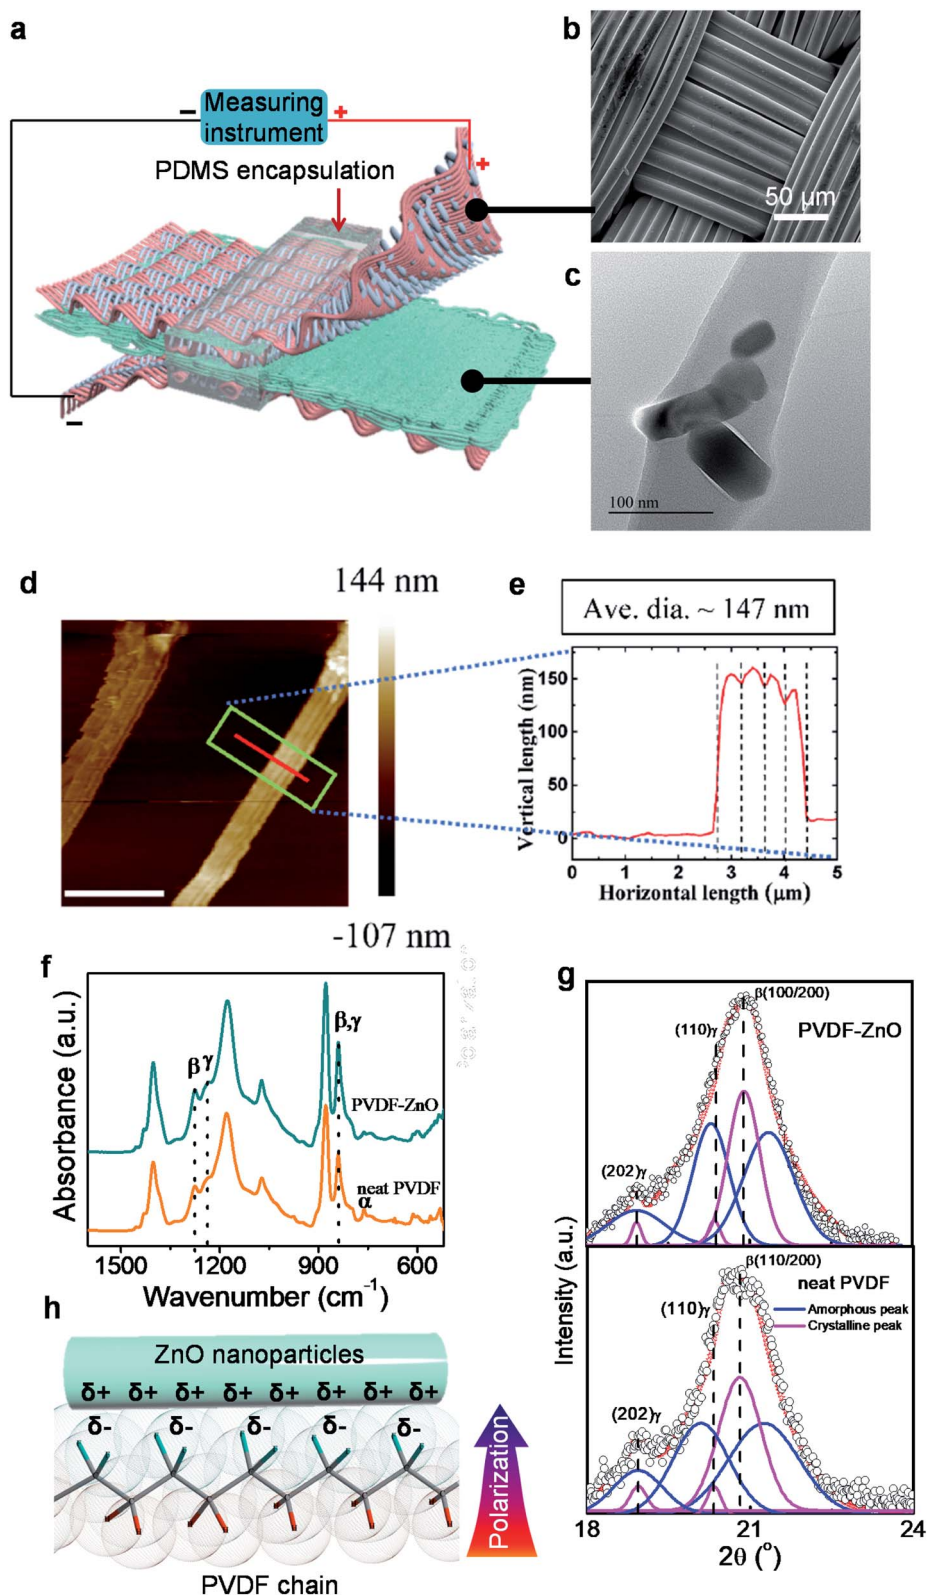 a
−
Measuring
instrument
+
PDMS encapsulation
+
−
b
50 µm
c
100 nm
d
144 nm
-107 nm
e
Ave. dia. ~ 147 nm
Vertical length (nm)
150
100
50
0
0 1 2 3 4 5
Horizontal length (µm)
f
Absorbance (a.u.)
β γ
β,γ
PVDF-ZnO
neat PVDF
α
1500 1200 900 600
Wavenumber (cm⁻¹)
g
β(100/200)
(110)γ
PVDF-ZnO
(202)γ
β(110/200)
neat PVDF
(110)γ
Amorphous peak
Crystalline peak
(202)γ
Intensity (a.u.)
18 21 24
2θ (°)
h
ZnO nanoparticles
δ+ δ+ δ+ δ+ δ+ δ+ δ+ δ+
δ- δ- δ- δ- δ-
Polarization
PVDF chain